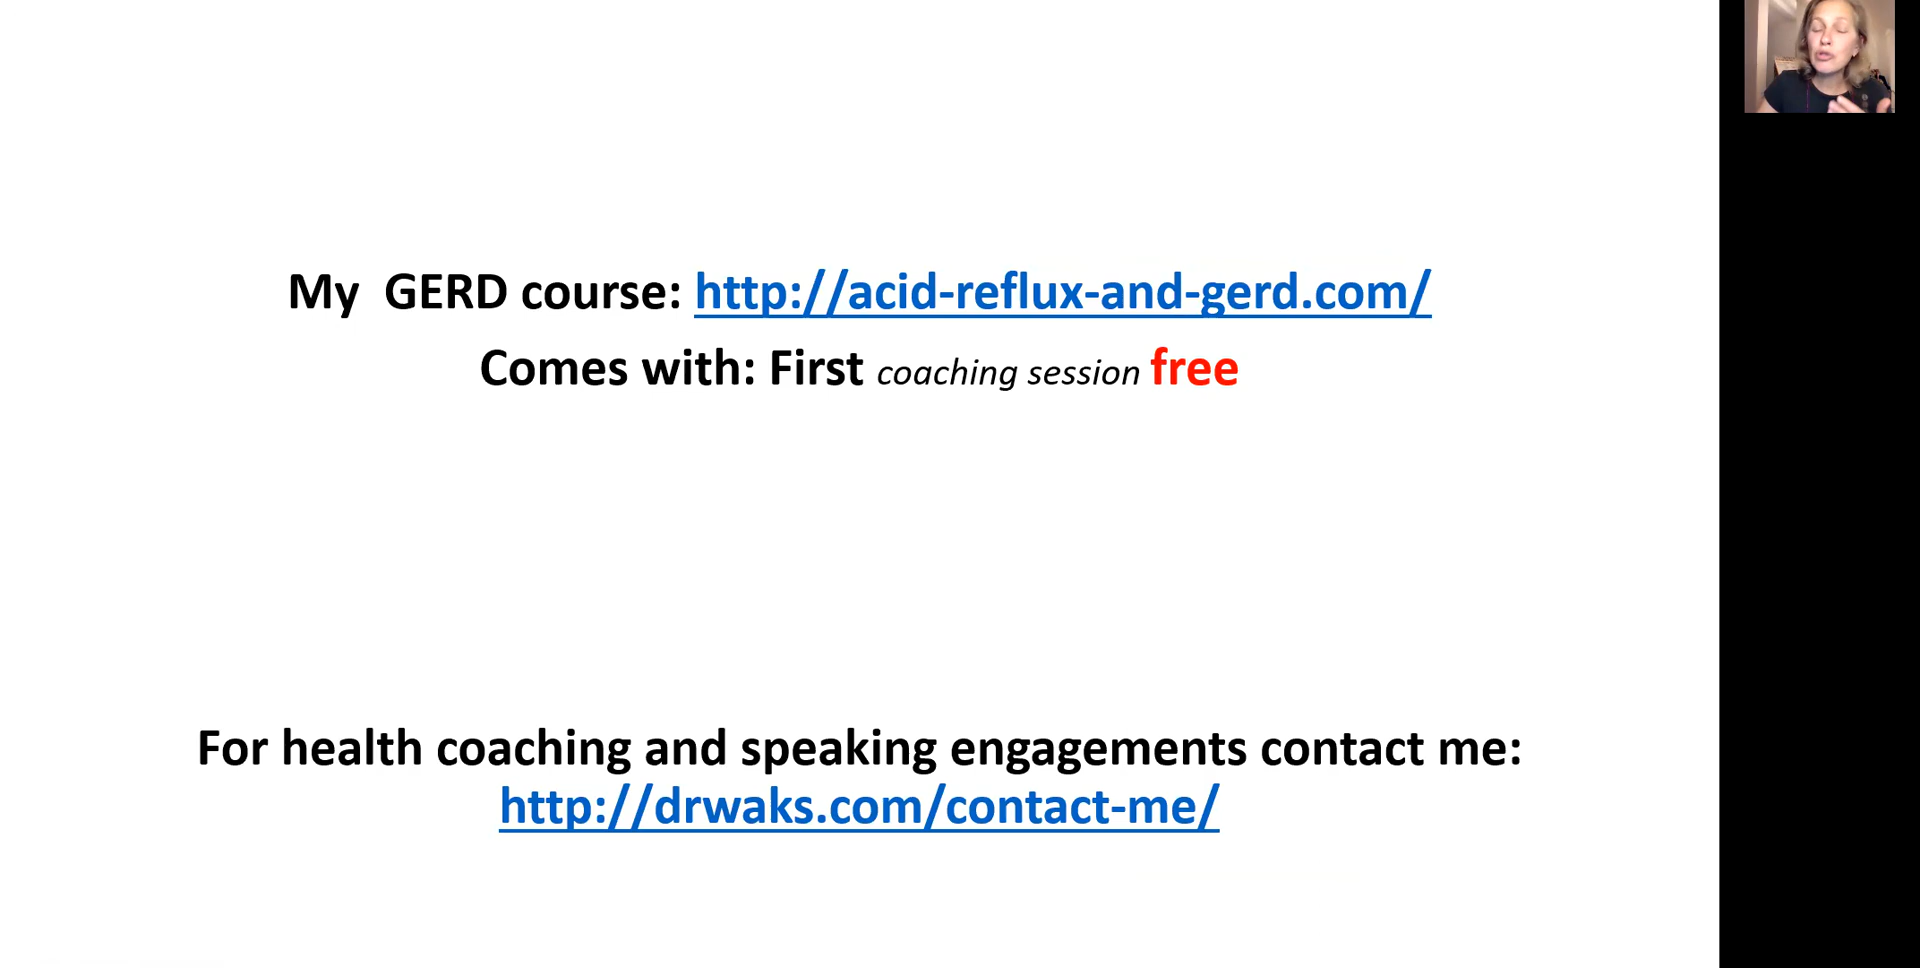 My  GERD course: http://acid-reflux-and-gerd.com/
Comes with: First coaching session free
For health coaching and speaking engagements contact me:
http://drwaks.com/contact-me/